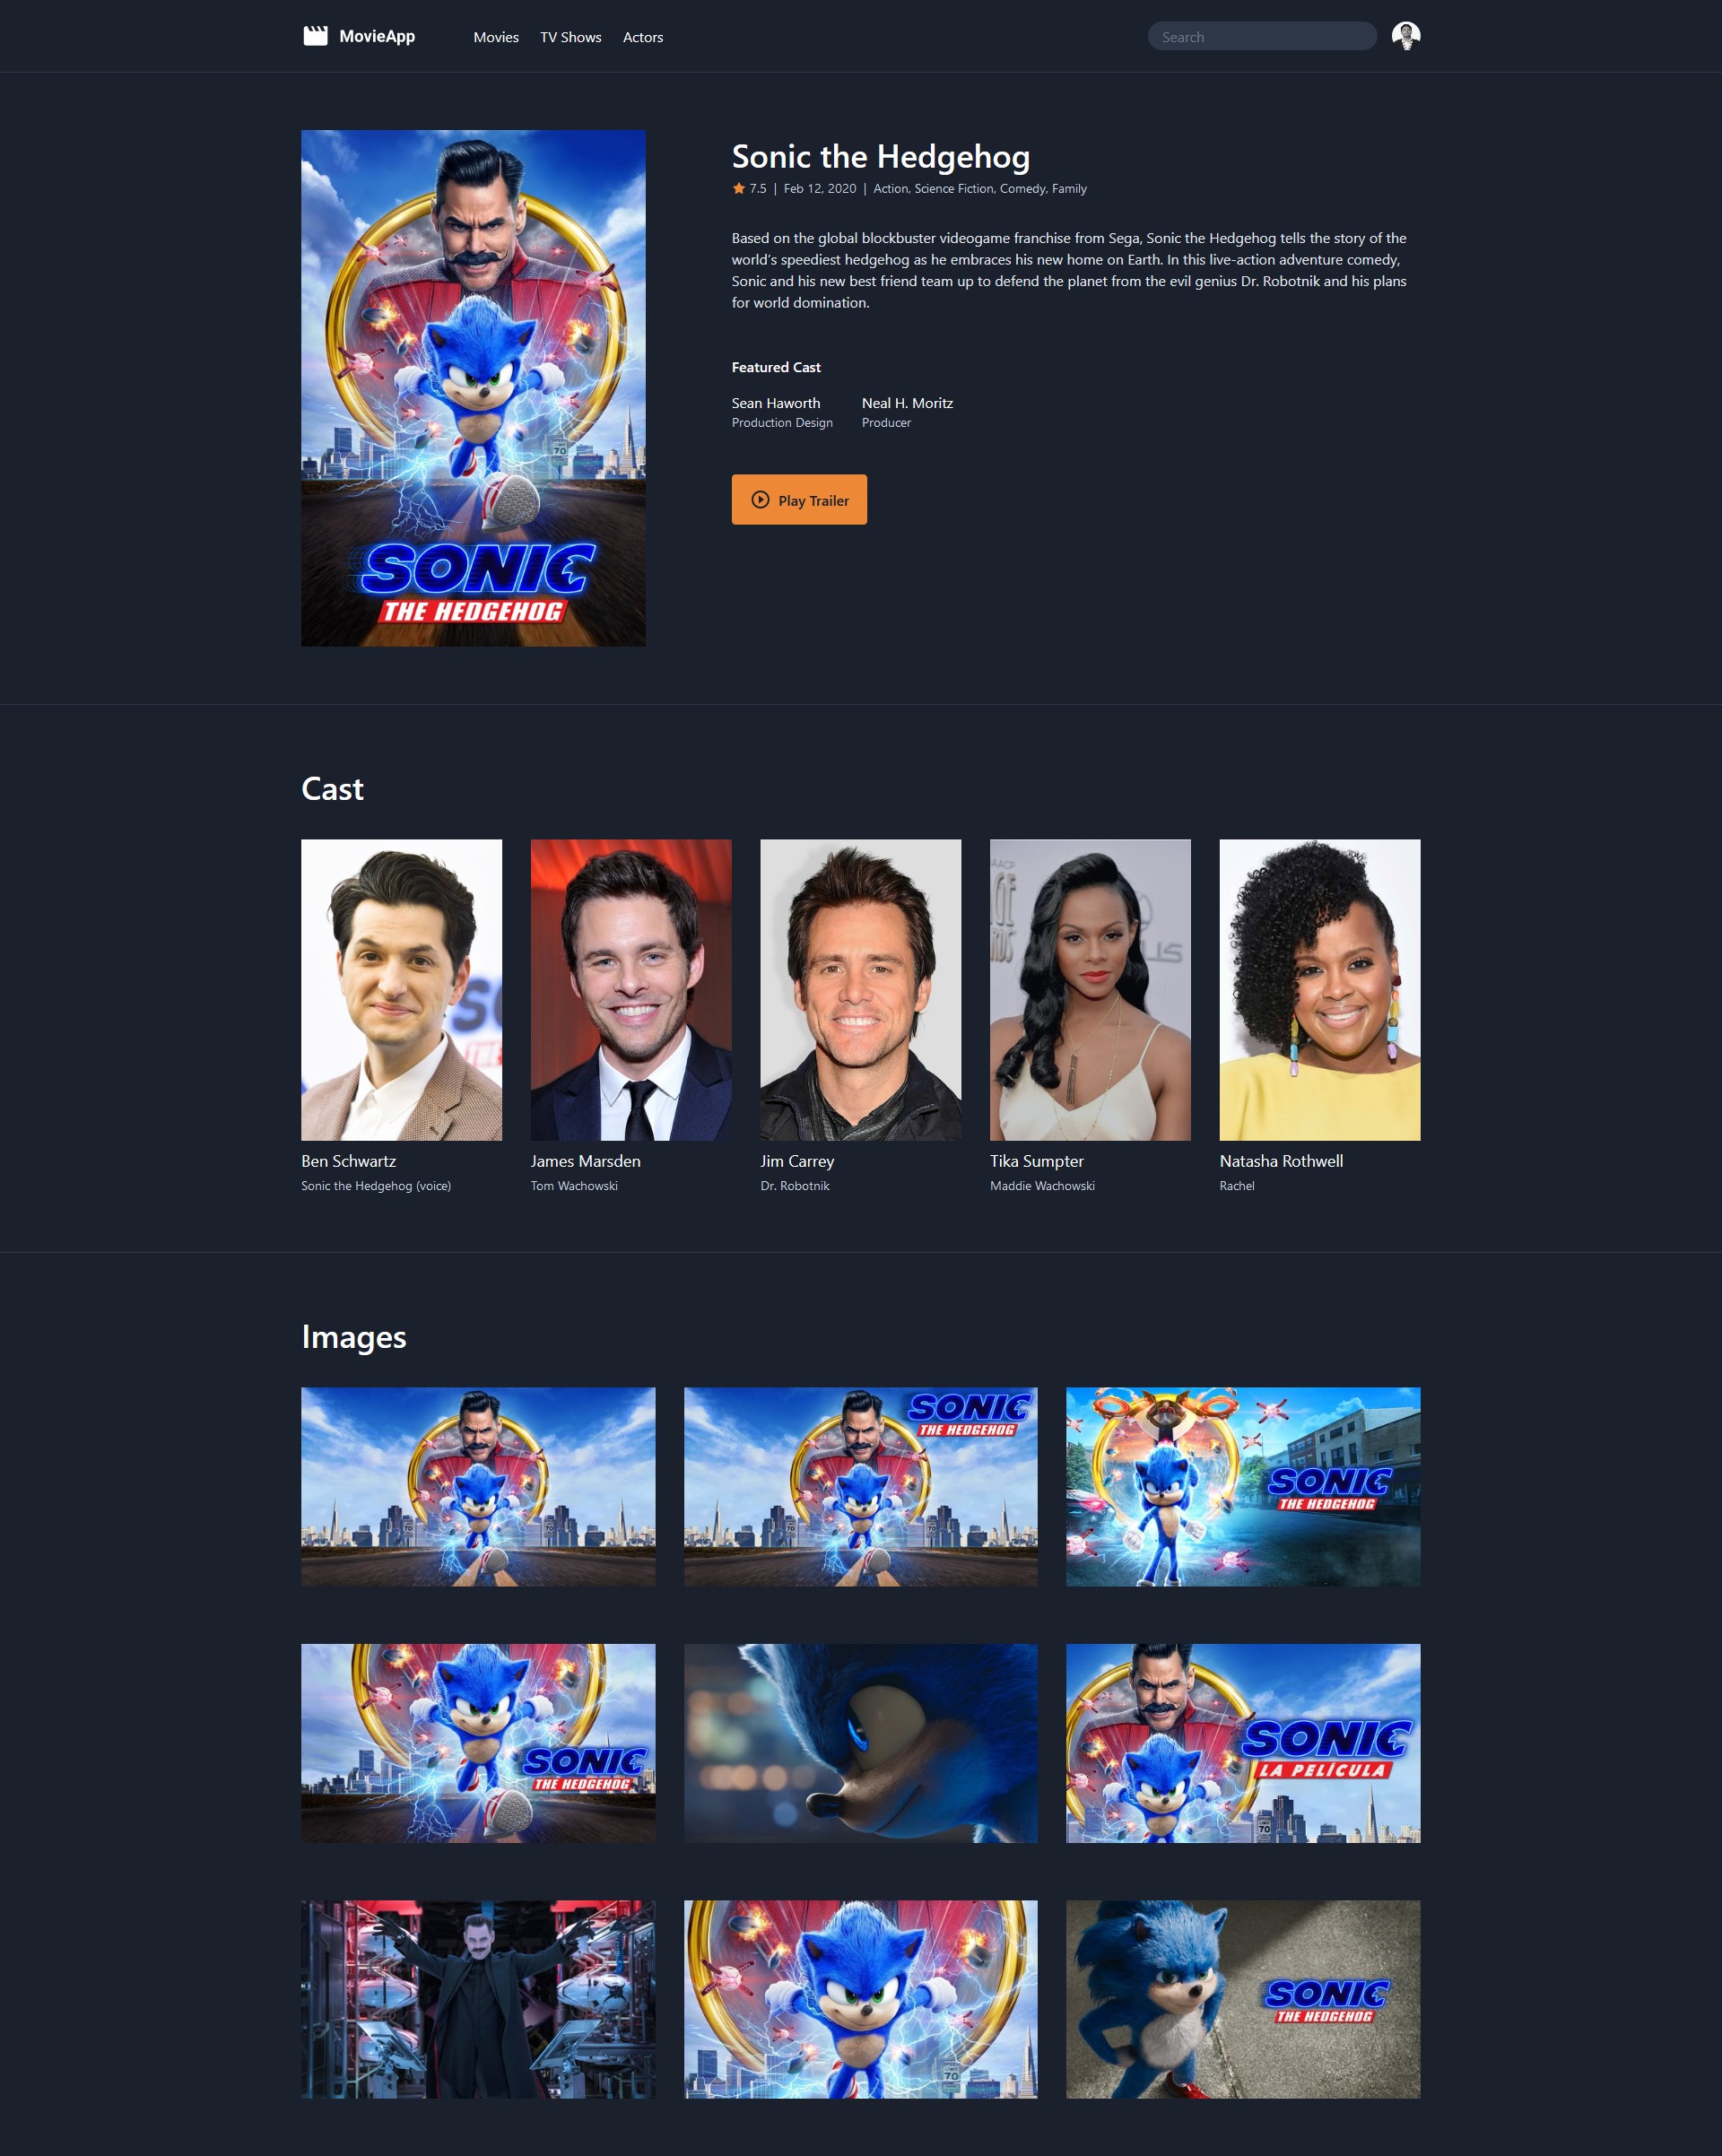 MovieApp
Movies
TV Shows
Actors
Search
Sonic the Hedgehog
7.5 | Feb 12, 2020 | Action, Science Fiction, Comedy, Family
Based on the global blockbuster videogame franchise from Sega, Sonic the Hedgehog tells the story of the
world's speediest hedgehog as he embraces his new home on Earth. In this live-action adventure comedy,
Sonic and his new best friend team up to defend the planet from the evil genius Dr. Robotnik and his plans
for world domination.
Featured Cast
Sean Haworth
Production Design
Neal H. Moritz
Producer
Play Trailer
70
SONIC
THE HEDGEHOG
Cast
AACP
Ben Schwartz
Sonic the Hedgehog (voice)
James Marsden
Tom Wachowski
Jim Carrey
Dr. Robotnik
Tika Sumpter
Maddie Wachowski
Natasha Rothwell
Rachel
Images
SONIC
THE HEDGEHOG
SONIC
THE HEDGEHOG
SONIC
THE HEDGEHOG
SONIC
LA PELÍCULA
70
70
SONIC
THE HEDGEHOG